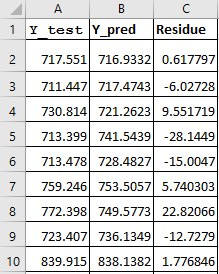 A B C
1 Y_test Y_pred Residue
2 717.551 716.9332 0.617797
3 711.447 717.4743 -6.02728
4 730.814 721.2623 9.551719
5 713.399 741.5439 -28.1449
6 713.478 728.4827 -15.0047
7 759.246 753.5057 5.740303
8 772.398 749.5773 22.82066
9 723.407 736.1349 -12.7279
10 839.915 838.1382 1.776846